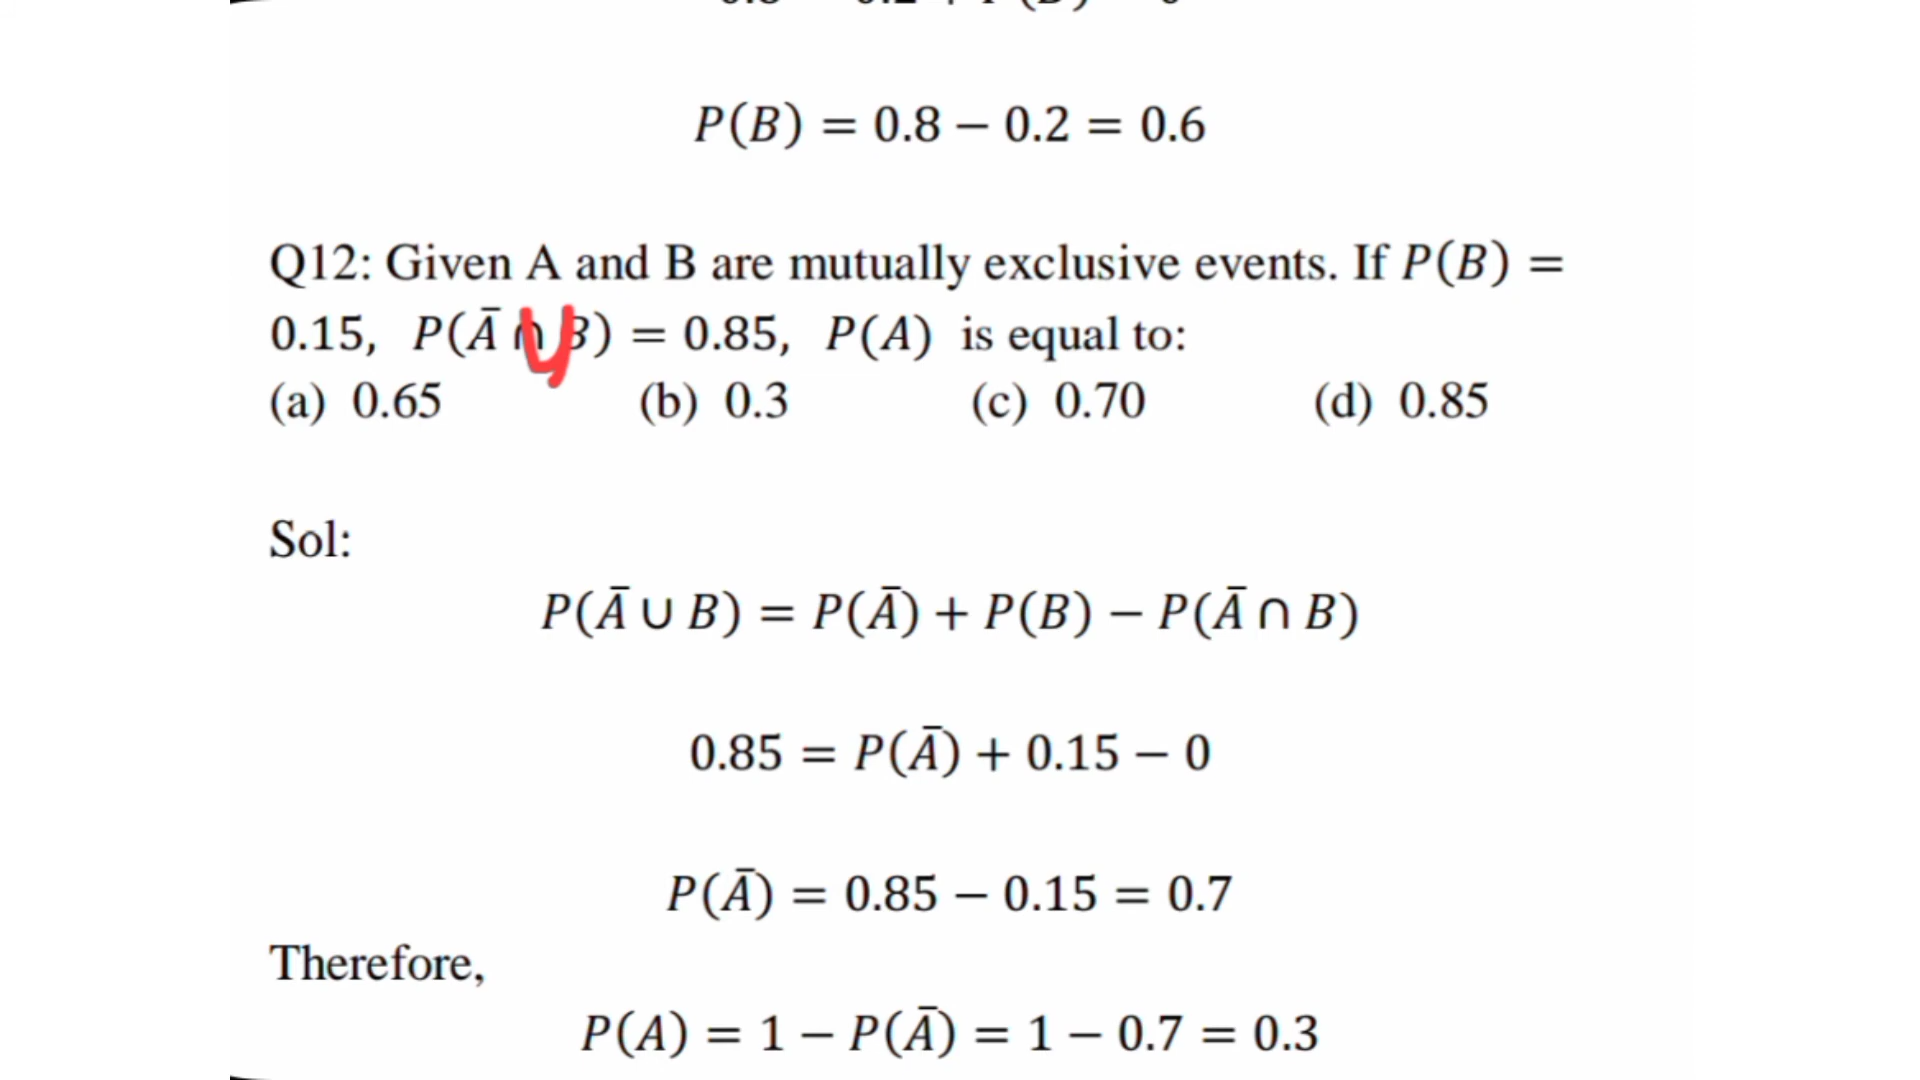 P(B) = 0.8 − 0.2 = 0.6
Q12: Given A and B are mutually exclusive events. If P(B) =
0.15, P(Ā ∪ B) = 0.85, P(A) is equal to:
(a) 0.65 (b) 0.3 (c) 0.70 (d) 0.85
Sol:
P(Ā ∪ B) = P(Ā) + P(B) − P(Ā ∩ B)
0.85 = P(Ā) + 0.15 − 0
P(Ā) = 0.85 − 0.15 = 0.7
Therefore,
P(A) = 1 − P(Ā) = 1 − 0.7 = 0.3